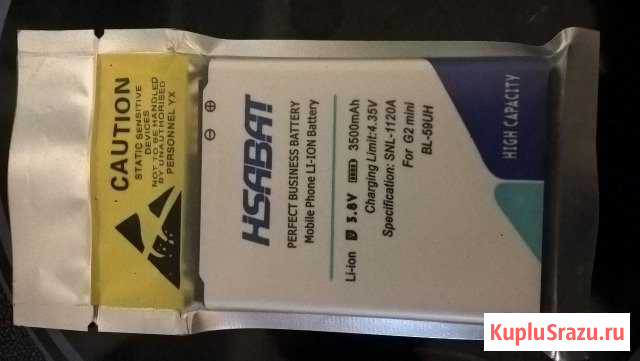 CAUTION
STATIC SENSITIVE
DEVICES
NOT TO BE HANDLED
BY UNAUTHORISED
PERSONNEL YX
HSABAT
PERFECT BUSINESS BATTERY
Mobile Phone LI-ION Battery
Li-ion 3.8V 3500mAh
Charging Limit:4.35V
Specification: SNL-1120A
For G2 mini
BL-59UH
HIGH CAPACITY
KupluSrazu.ru